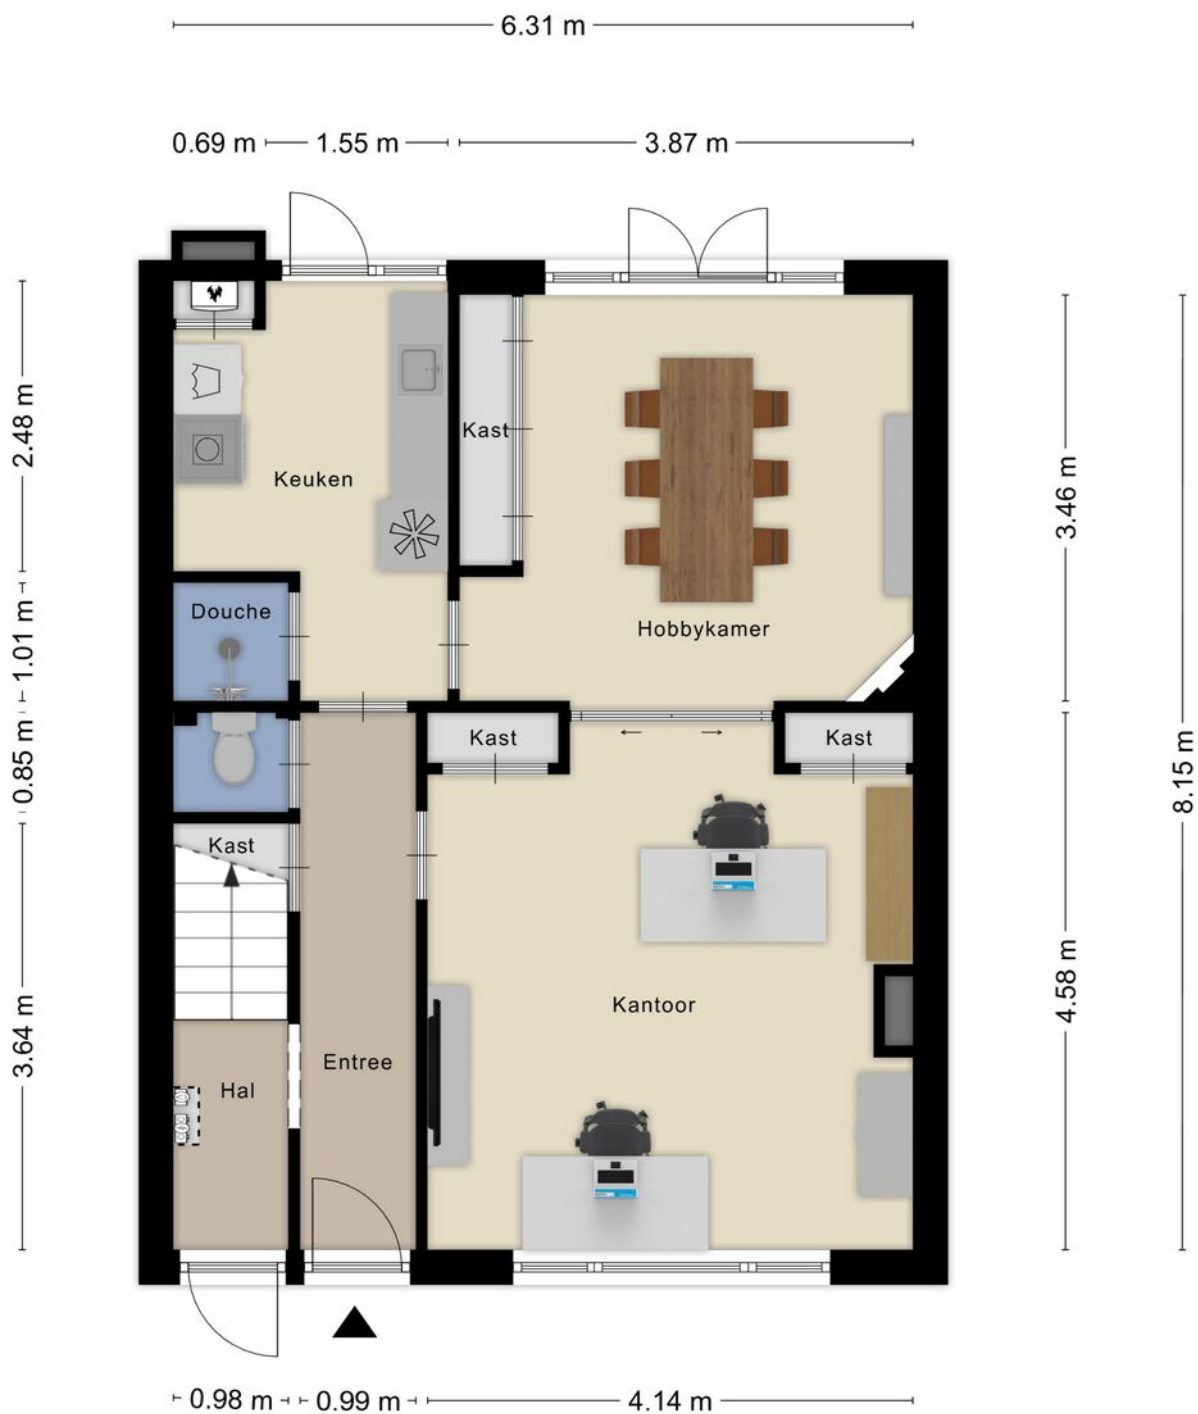 6.31 m
0.69 m
1.55 m
3.87 m
2.48 m
1.01 m
0.85 m
3.64 m
3.46 m
4.58 m
8.15 m
Kast
Keuken
Douche
Hobbykamer
Kast
Kast
Kast
Kantoor
Entree
Hal
0.98 m
0.99 m
4.14 m